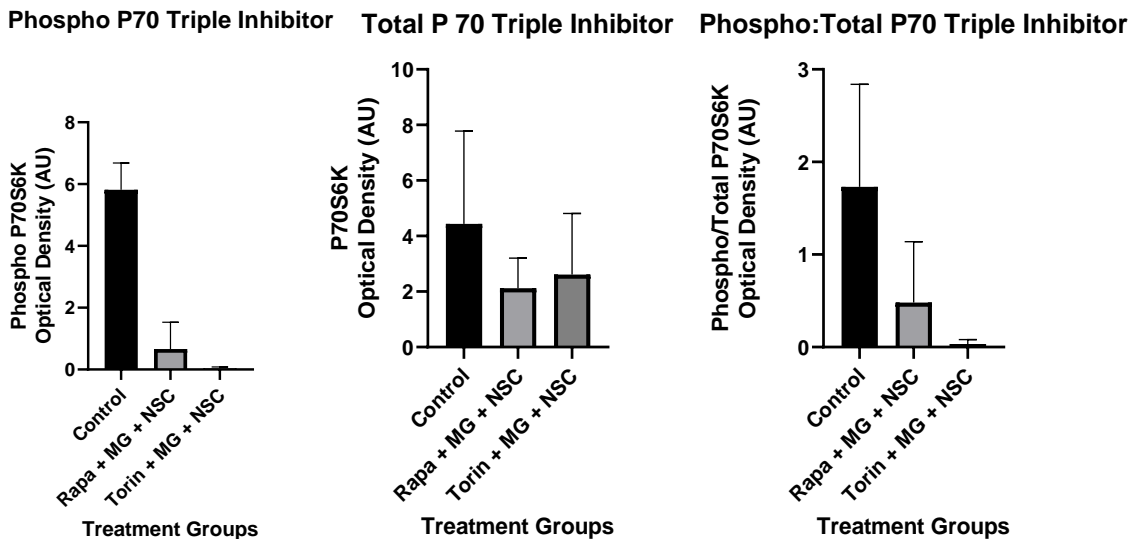 Phospho P70 Triple Inhibitor
Phospho P70S6K
Optical Density (AU)
8
6
4
2
0
Control
Rapa + MG + NSC
Torin + MG + NSC
Treatment Groups
Total P 70 Triple Inhibitor
P70S6K
Optical Density (AU)
10
8
6
4
2
0
Control
Rapa + MG + NSC
Torin + MG + NSC
Treatment Groups
Phospho:Total P70 Triple Inhibitor
Phospho/Total P70S6K
Optical Density (AU)
3
2
1
0
Control
Rapa + MG + NSC
Torin + MG + NSC
Treatment Groups